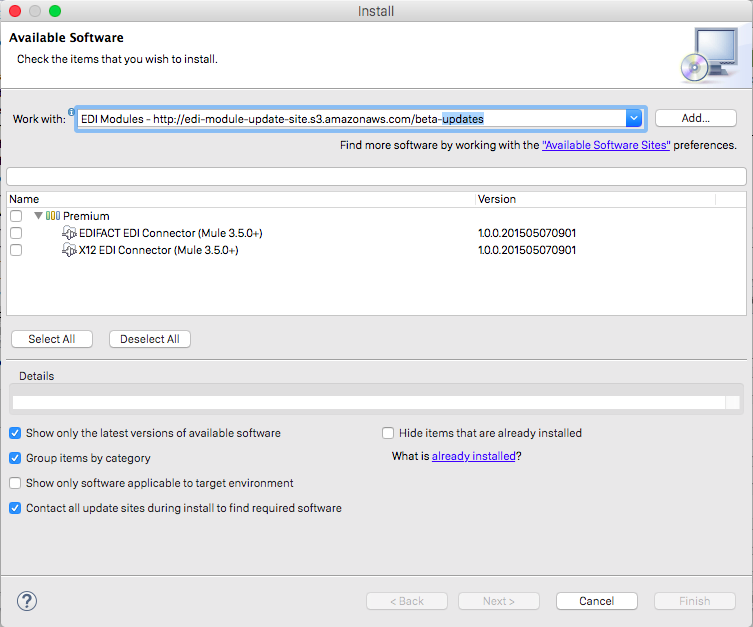 Install
Available Software
Check the items that you wish to install.
Work with: EDI Modules - http://edi-module-update-site.s3.amazonaws.com/beta-updates Add...
Find more software by working with the "Available Software Sites" preferences.
Name Version
Premium
EDIFACT EDI Connector (Mule 3.5.0+) 1.0.0.201505070901
X12 EDI Connector (Mule 3.5.0+) 1.0.0.201505070901
Select All Deselect All
Details
Show only the latest versions of available software Hide items that are already installed
Group items by category What is already installed?
Show only software applicable to target environment
Contact all update sites during install to find required software
? < Back Next > Cancel Finish